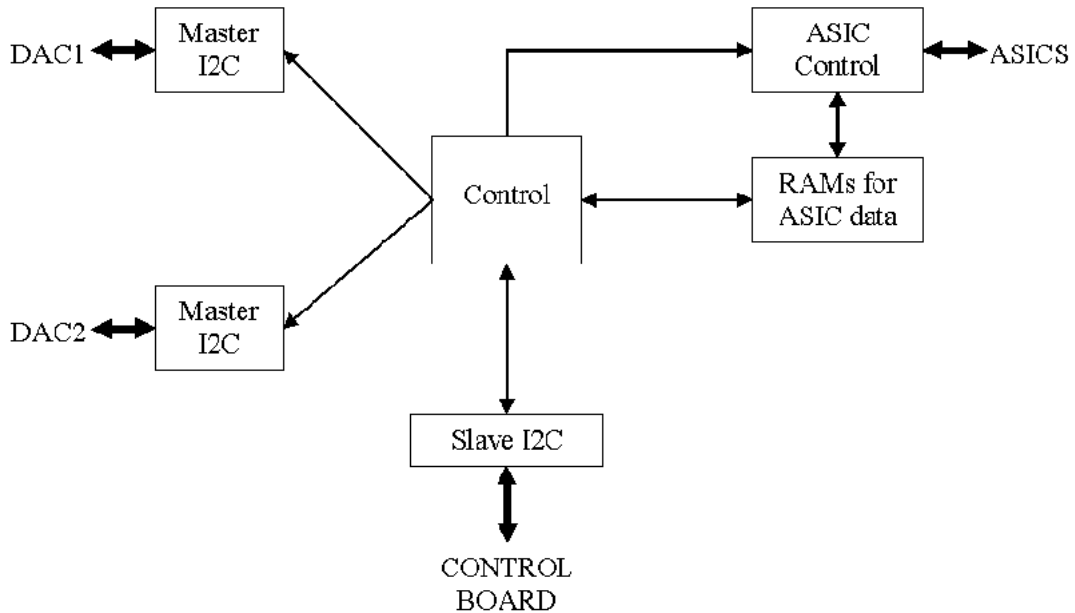 DAC1
Master
I2C
ASIC
Control
ASICS
Control
RAMs for
ASIC data
DAC2
Master
I2C
Slave I2C
CONTROL
BOARD